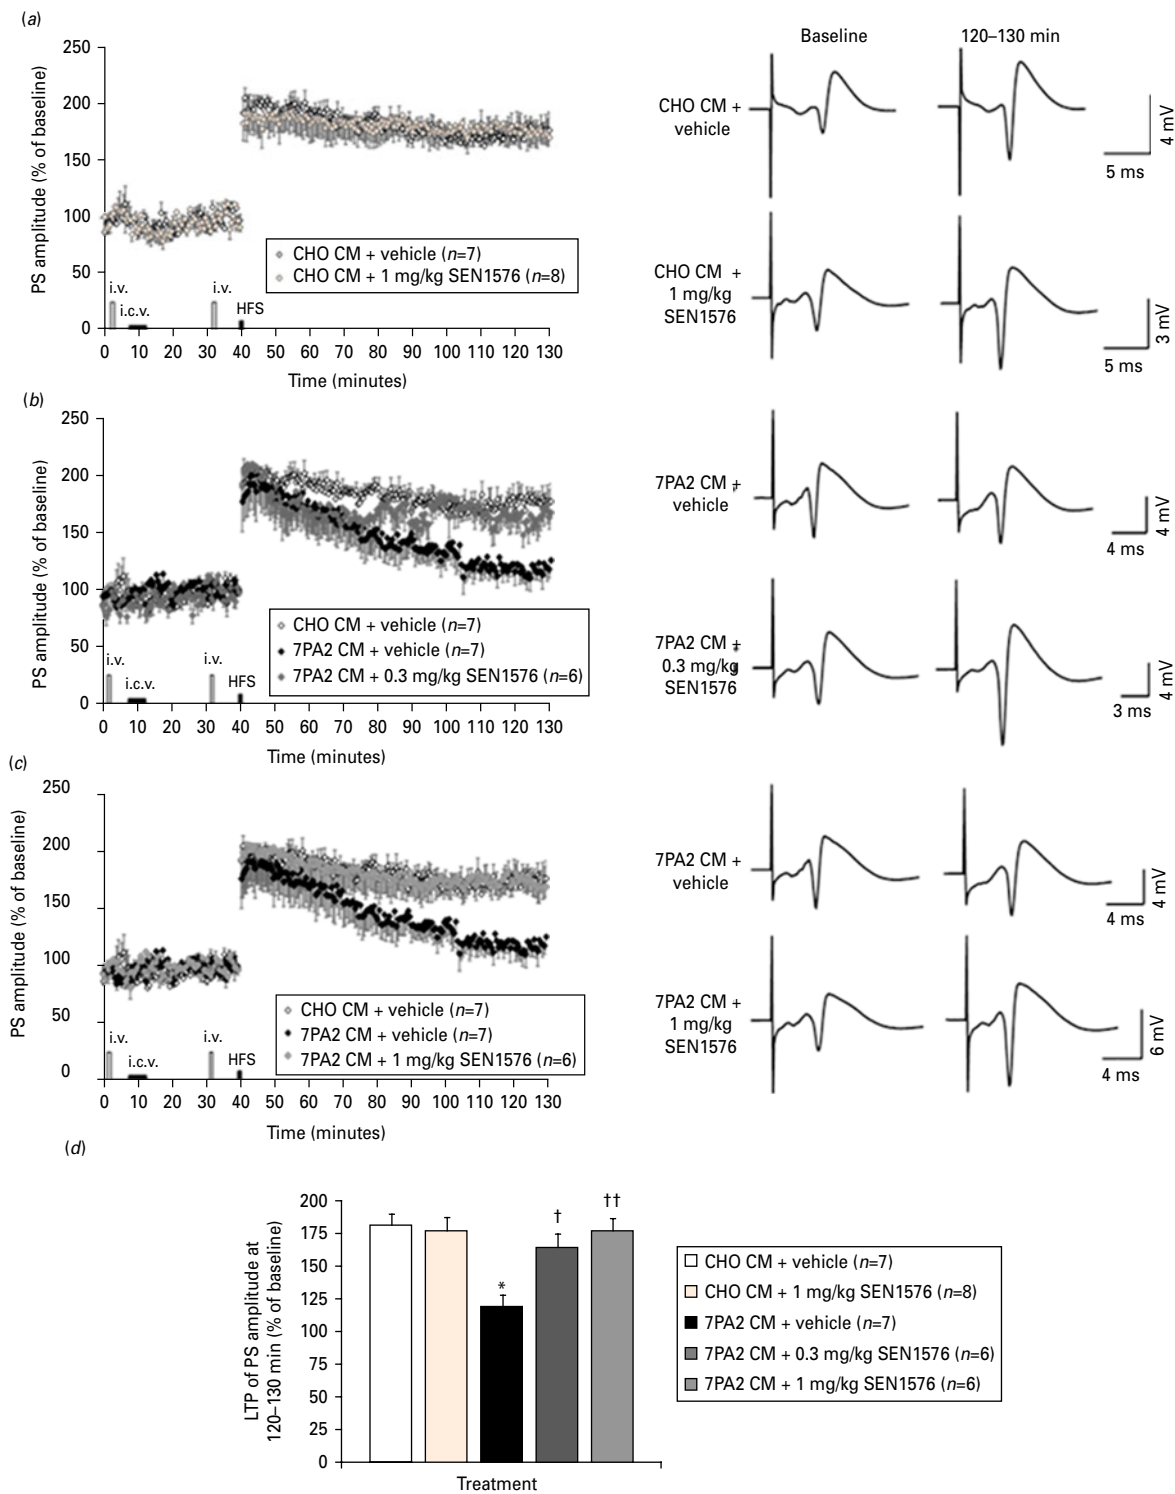 (a)
250
200
150
100
50
0
PS amplitude (% of baseline)
i.v.
i.c.v.
i.v.
HFS
CHO CM + vehicle (n=7)
CHO CM + 1 mg/kg SEN1576 (n=8)
0 10 20 30 40 50 60 70 80 90 100 110 120 130
Time (minutes)
Baseline
120–130 min
CHO CM +
vehicle
4 mV
5 ms
CHO CM +
1 mg/kg
SEN1576
3 mV
5 ms
(b)
250
200
150
100
50
0
PS amplitude (% of baseline)
i.v.
i.c.v.
i.v.
HFS
CHO CM + vehicle (n=7)
7PA2 CM + vehicle (n=7)
7PA2 CM + 0.3 mg/kg SEN1576 (n=6)
0 10 20 30 40 50 60 70 80 90 100 110 120 130
Time (minutes)
7PA2 CM +
vehicle
4 mV
4 ms
7PA2 CM +
0.3 mg/kg
SEN1576
4 mV
3 ms
(c)
250
200
150
100
50
0
PS amplitude (% of baseline)
i.v.
i.c.v.
i.v.
HFS
CHO CM + vehicle (n=7)
7PA2 CM + vehicle (n=7)
7PA2 CM + 1 mg/kg SEN1576 (n=6)
0 10 20 30 40 50 60 70 80 90 100 110 120 130
Time (minutes)
7PA2 CM +
vehicle
4 mV
4 ms
7PA2 CM +
1 mg/kg
SEN1576
6 mV
4 ms
(d)
200
175
150
125
100
75
50
25
0
LTP of PS amplitude at
120–130 min (% of baseline)
*
†
††
Treatment
CHO CM + vehicle (n=7)
CHO CM + 1 mg/kg SEN1576 (n=8)
7PA2 CM + vehicle (n=7)
7PA2 CM + 0.3 mg/kg SEN1576 (n=6)
7PA2 CM + 1 mg/kg SEN1576 (n=6)